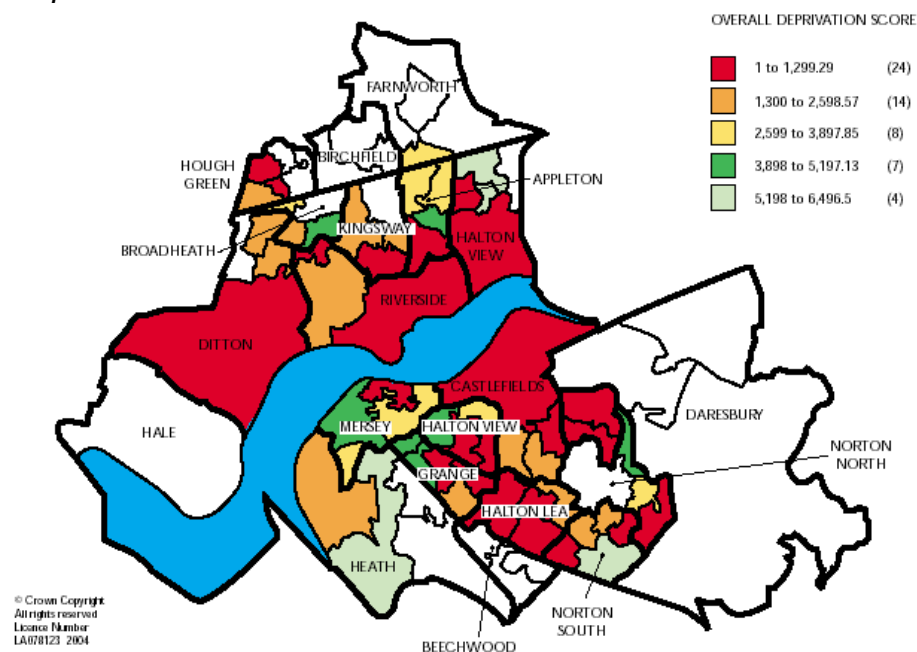 OVERALL DEPRIVATION SCORE
1 to 1,299.29 (24)
1,300 to 2,598.57 (14)
2,599 to 3,897.85 (8)
3,898 to 5,197.13 (7)
5,198 to 6,496.5 (4)
FARNWORTH
BIRCHFIELD
HOUGH
GREEN
APPLETON
KINGSWAY
BROADHEATH
HALTON
VIEW
RIVERSIDE
DITTON
CASTLEFIELDS
DARESBURY
HALE
MERSEY
HALTON VIEW
NORTON
NORTH
GRANGE
HALTON LEA
HEATH
NORTON
SOUTH
BEECHWOOD
© Crown Copyright
All rights reserved
Licence Number
LA078123 2004